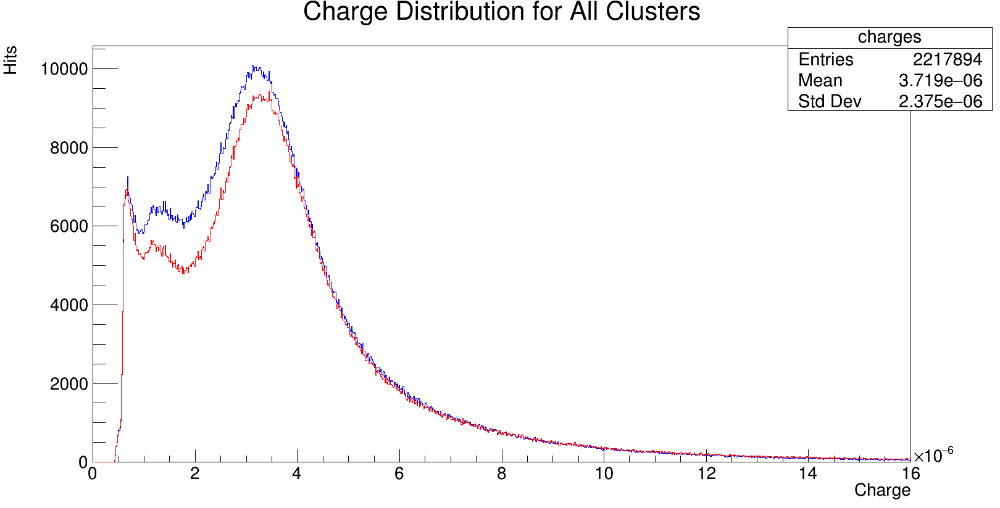 Charge Distribution for All Clusters
charges
Entries 2217894
Mean 3.719e−06
Std Dev 2.375e−06
Hits
10000
8000
6000
4000
2000
0
0 2 4 6 8 10 12 14 16
×10⁻⁶
Charge